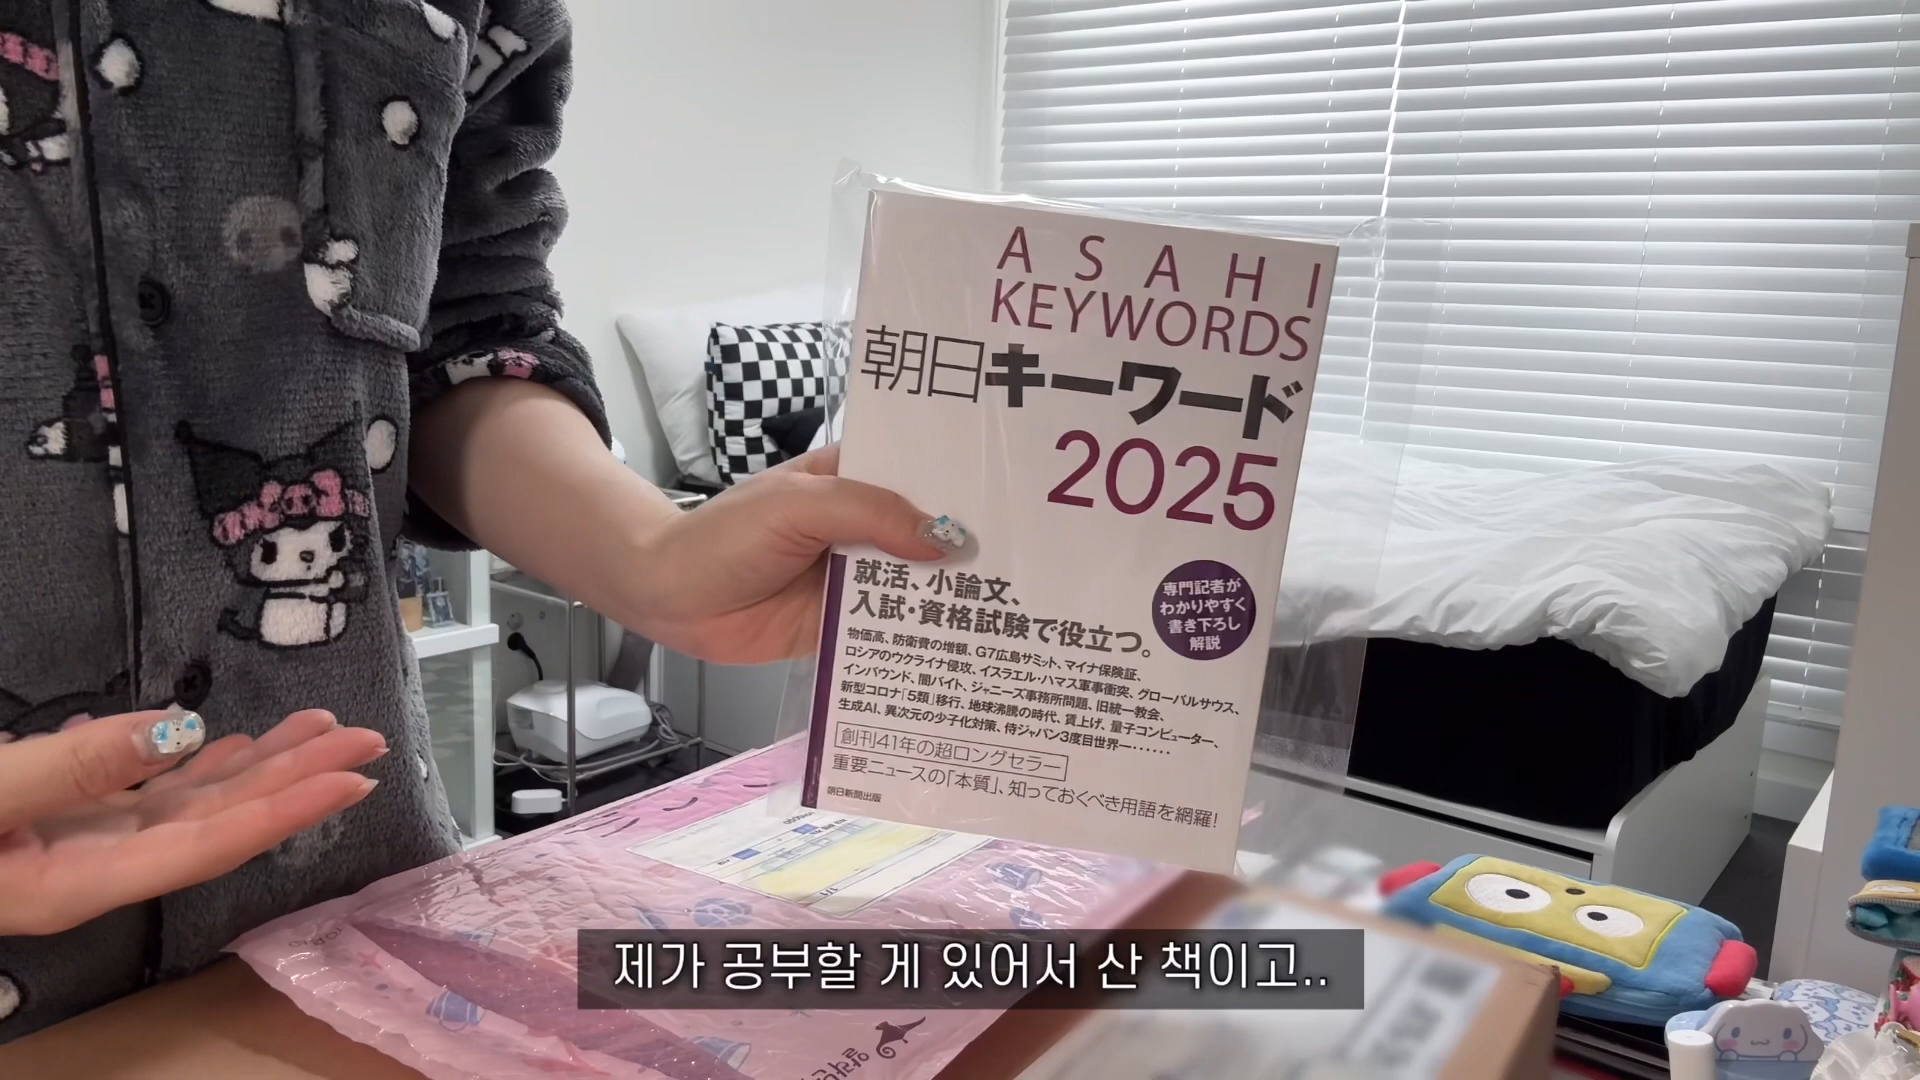 ASAHI
KEYWORDS
朝日キーワード
2025
就活、小論文、
入試・資格試験で役立つ。
専門記者が
わかりやすく
書き下ろし
解説
物価高、防衛費の増額、G7広島サミット、マイナ保険証、
ロシアのウクライナ侵攻、イスラエル・ハマス軍事衝突、グローバルサウス、
インバウンド、闇バイト、ジャニーズ事務所問題、旧統一教会、
新型コロナ「5類」移行、地球沸騰の時代、賃上げ、量子コンピューター、
生成AI、異次元の少子化対策、侍ジャパン3度目世界一……
創刊41年の超ロングセラー
重要ニュースの「本質」、知っておくべき用語を網羅!
朝日新聞出版
제가 공부할 게 있어서 산 책이고..